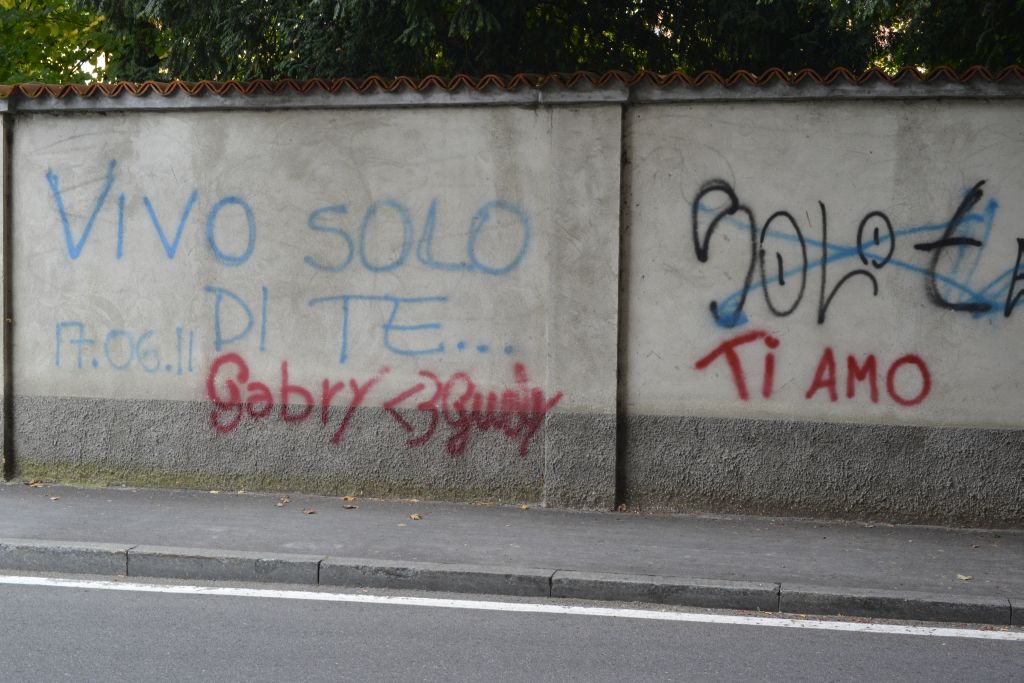 VIVO SOLO
DI TE...
17.06.11
Gabry <3
TI AMO